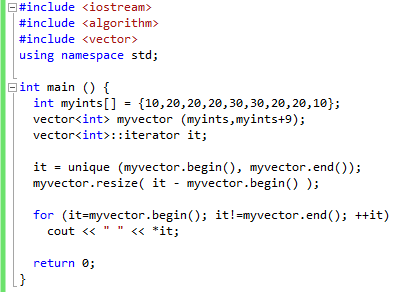 #include <iostream>
#include <algorithm>
#include <vector>
using namespace std;
int main () {
int myints[] = {10,20,20,20,30,30,20,20,10};
vector<int> myvector (myints,myints+9);
vector<int>::iterator it;
it = unique (myvector.begin(), myvector.end());
myvector.resize( it - myvector.begin() );
for (it=myvector.begin(); it!=myvector.end(); ++it)
cout << " " << *it;
return 0;
}